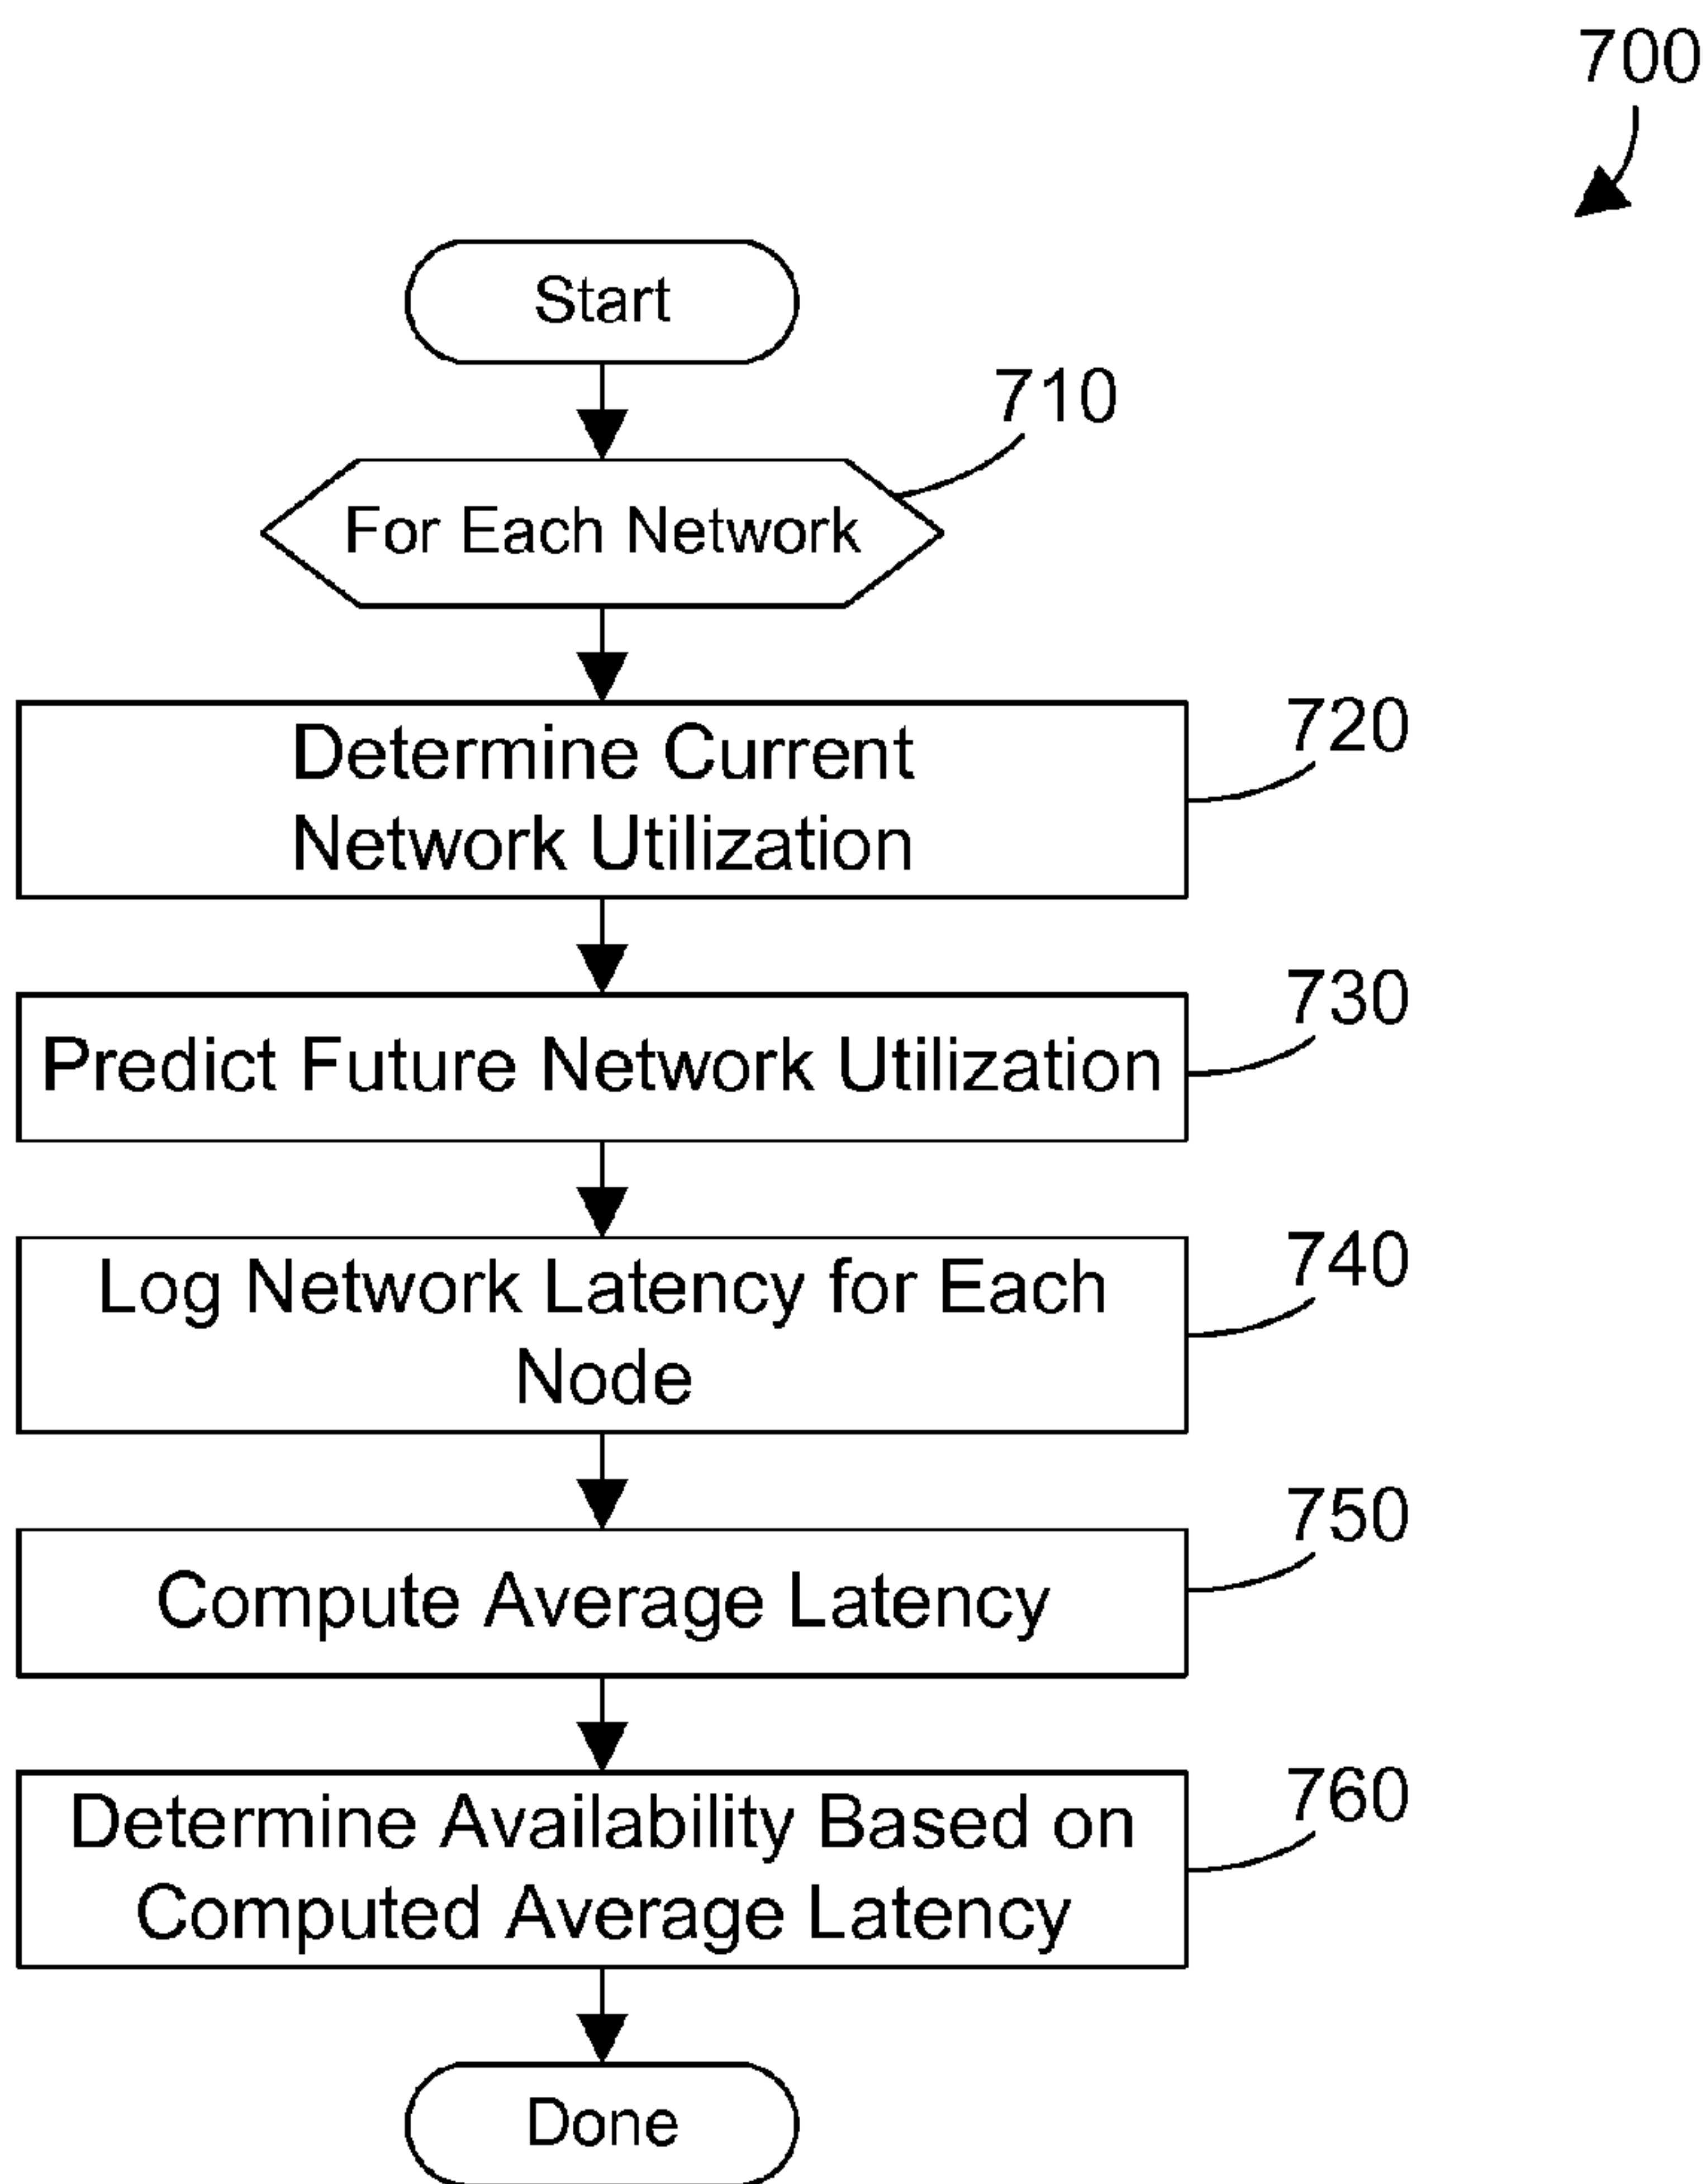 700
Start
710
For Each Network
720
Determine Current
Network Utilization
730
Predict Future Network Utilization
740
Log Network Latency for Each
Node
750
Compute Average Latency
760
Determine Availability Based on
Computed Average Latency
Done